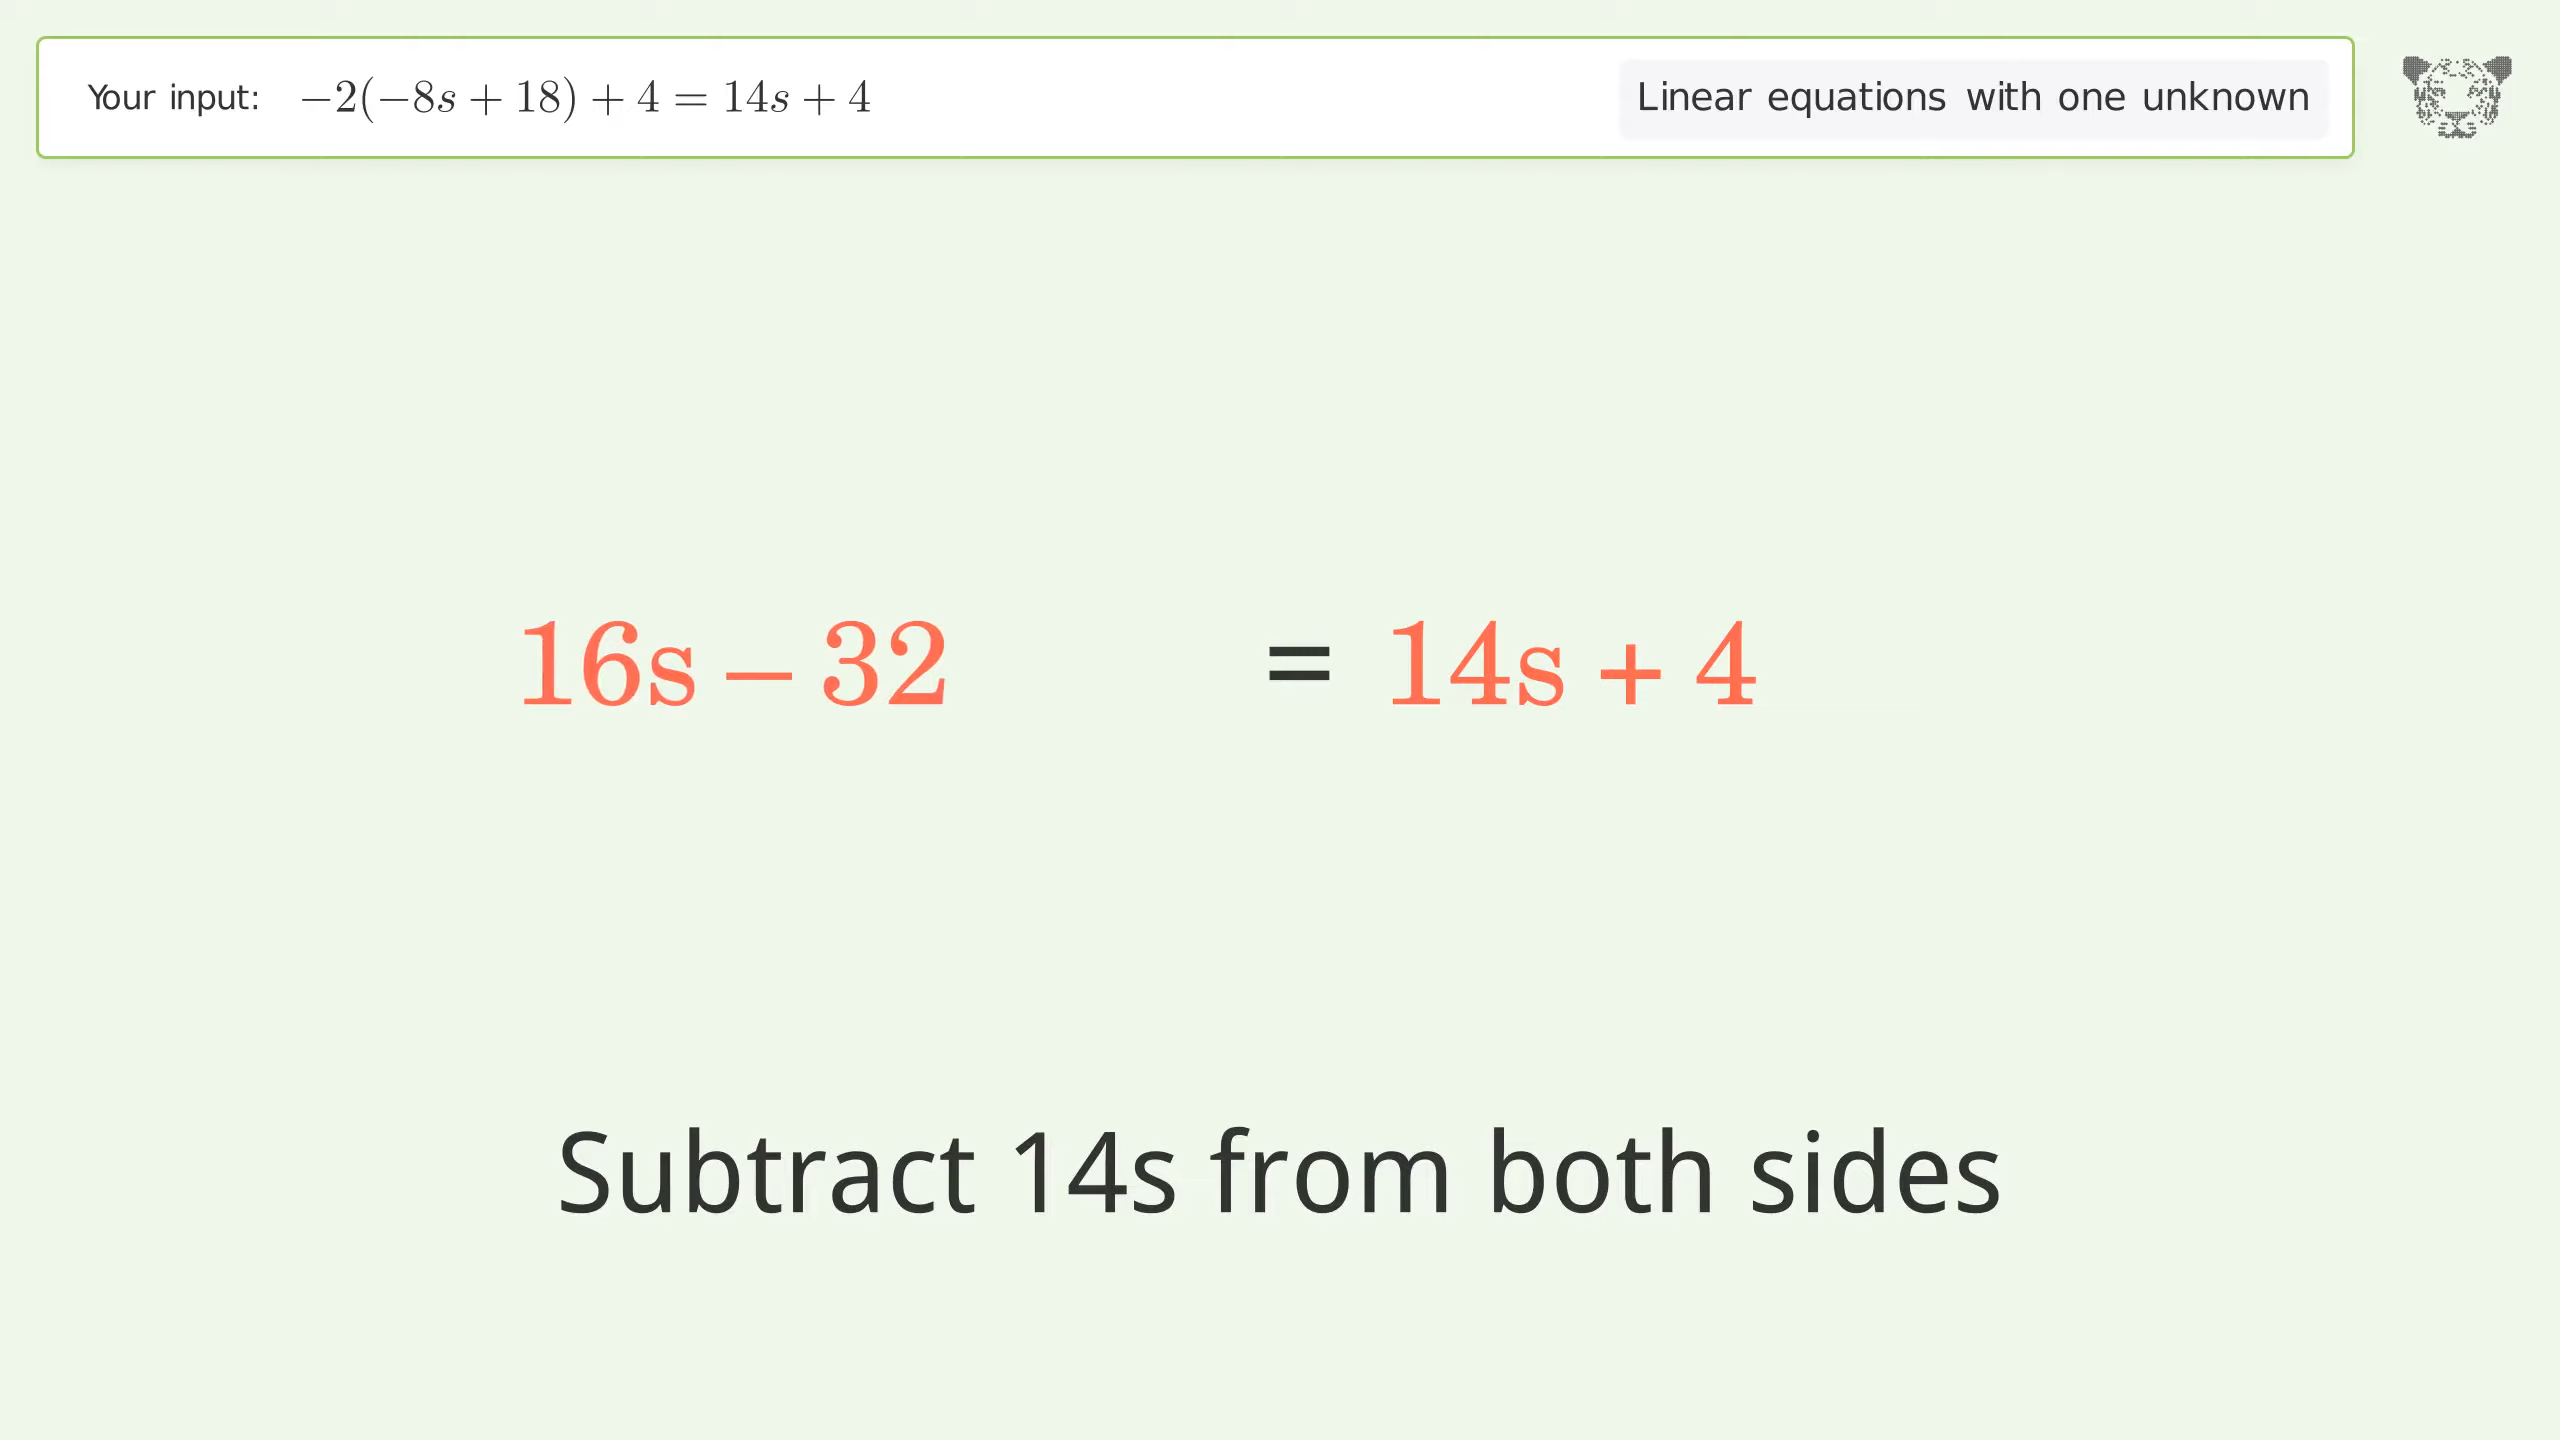 Your input: −2(−8s + 18) + 4 = 14s + 4
Linear equations with one unknown
16s – 32 = 14s + 4
Subtract 14s from both sides